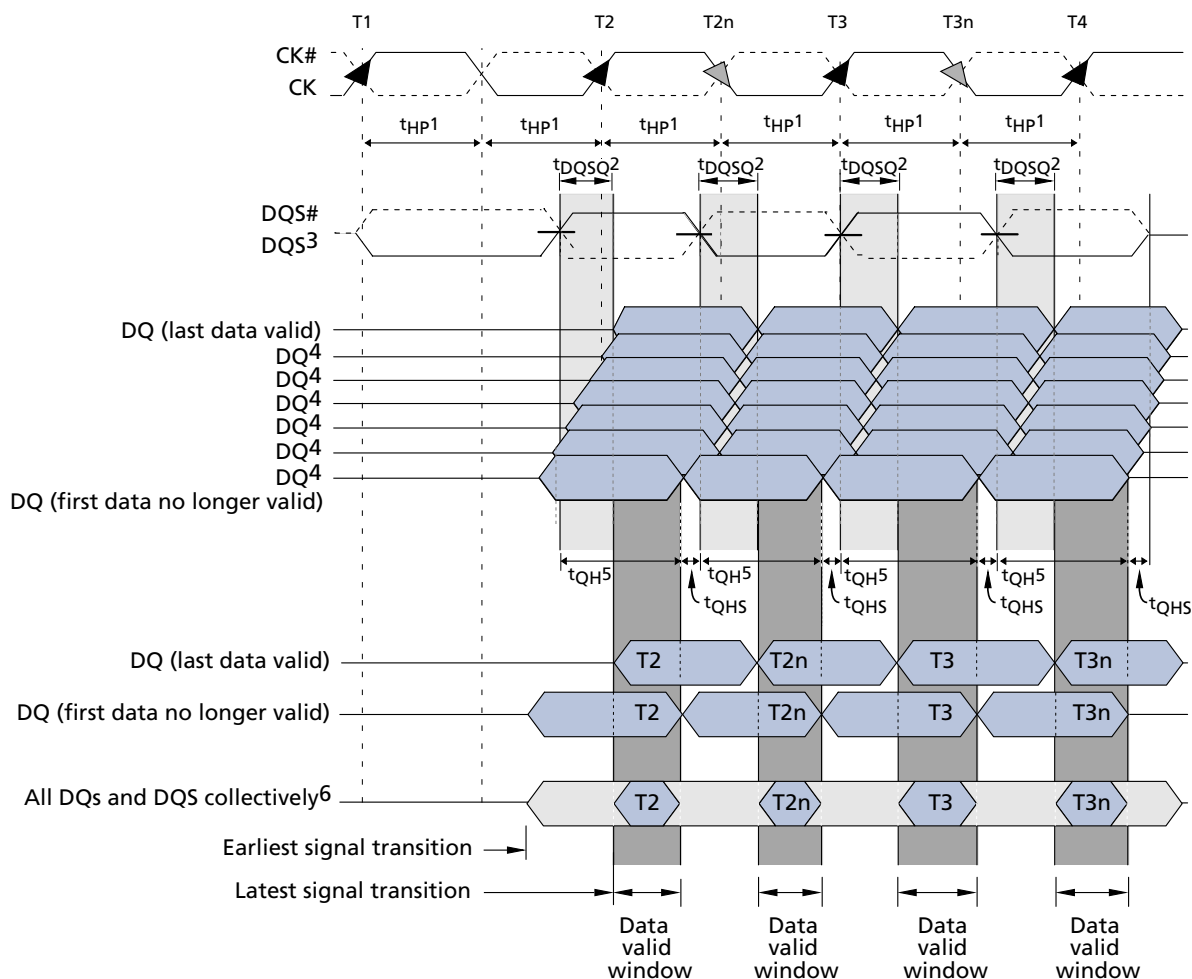 T1 T2 T2n T3 T3n T4
CK#
CK
tHP1 tHP1 tHP1 tHP1 tHP1 tHP1
tDQSQ2 tDQSQ2 tDQSQ2 tDQSQ2
DQS#
DQS3
DQ (last data valid)
DQ4
DQ4
DQ4
DQ4
DQ4
DQ4
DQ (first data no longer valid)
tQH5 tQH5 tQH5 tQH5
tQHS tQHS tQHS tQHS
DQ (last data valid) T2 T2n T3 T3n
DQ (first data no longer valid) T2 T2n T3 T3n
All DQs and DQS collectively6 T2 T2n T3 T3n
Earliest signal transition
Latest signal transition
Data Data Data Data
valid valid valid valid
window window window window